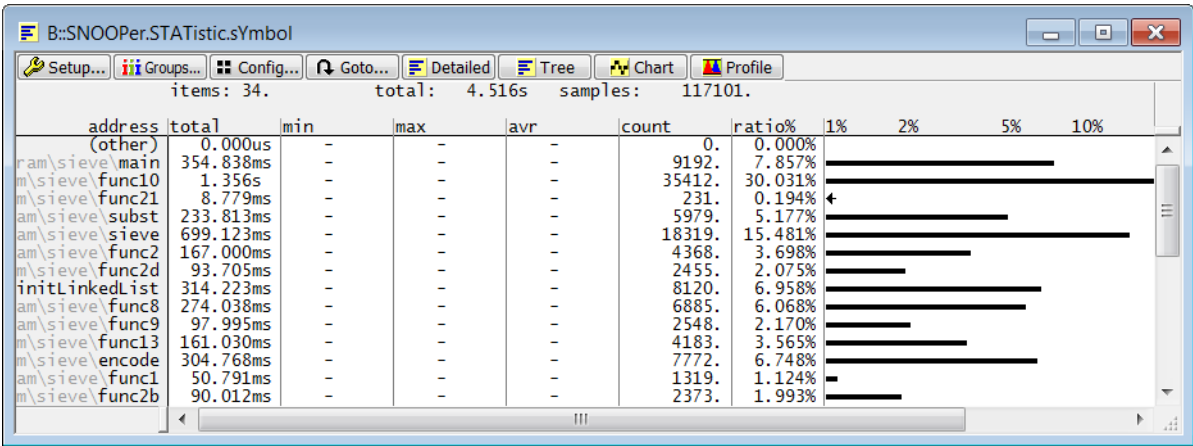 B::SNOOPer.STATistic.sYmbol
Setup... Groups... Config... Goto... Detailed Tree Chart Profile
items: 34. total: 4.516s samples: 117101.
address total min max avr count ratio% 1% 2% 5% 10%
(other) 0.000us - - - 0. 0.000%
ram\sieve\main 354.838ms - - - 9192. 7.857%
m\sieve\func10 1.356s - - - 35412. 30.031%
m\sieve\func21 8.779ms - - - 231. 0.194%
am\sieve\subst 233.813ms - - - 5979. 5.177%
am\sieve\sieve 699.123ms - - - 18319. 15.481%
am\sieve\func2 167.000ms - - - 4368. 3.698%
m\sieve\func2d 93.705ms - - - 2455. 2.075%
initLinkedList 314.223ms - - - 8120. 6.958%
am\sieve\func8 274.038ms - - - 6885. 6.068%
am\sieve\func9 97.995ms - - - 2548. 2.170%
m\sieve\func13 161.030ms - - - 4183. 3.565%
m\sieve\encode 304.768ms - - - 7772. 6.748%
am\sieve\func1 50.791ms - - - 1319. 1.124%
m\sieve\func2b 90.012ms - - - 2373. 1.993%